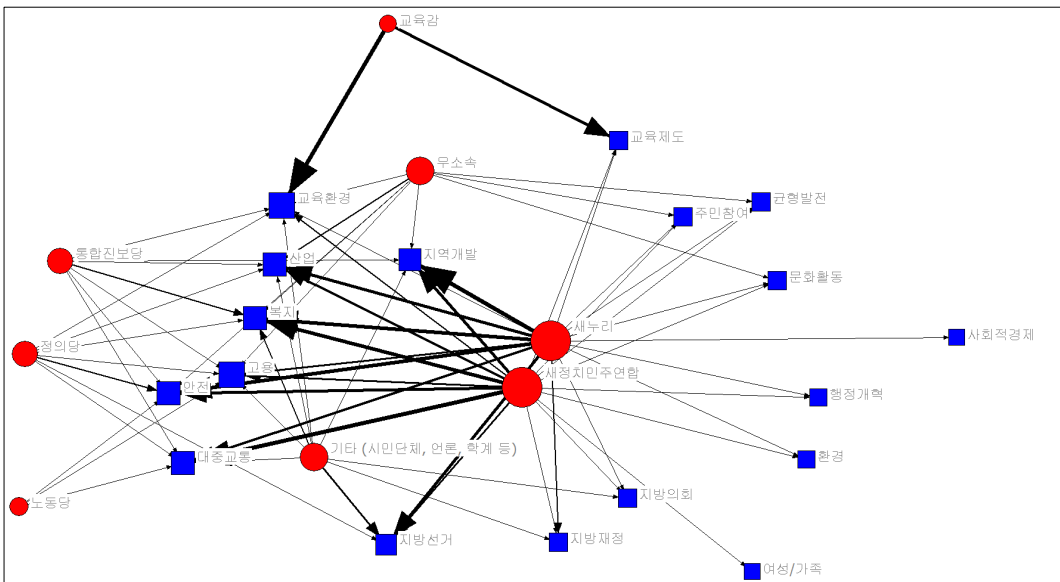 교육감
교육제도
무소속
교육환경
균형발전
주민참여
통합진보당
산업
지역개발
문화활동
복지
새누리
사회적경제
정의당
고용
새정치민주연합
안전
행정개혁
대중교통
기타 (시민단체, 언론, 학계 등)
환경
노동당
지방의회
지방선거
지방재정
여성/가족